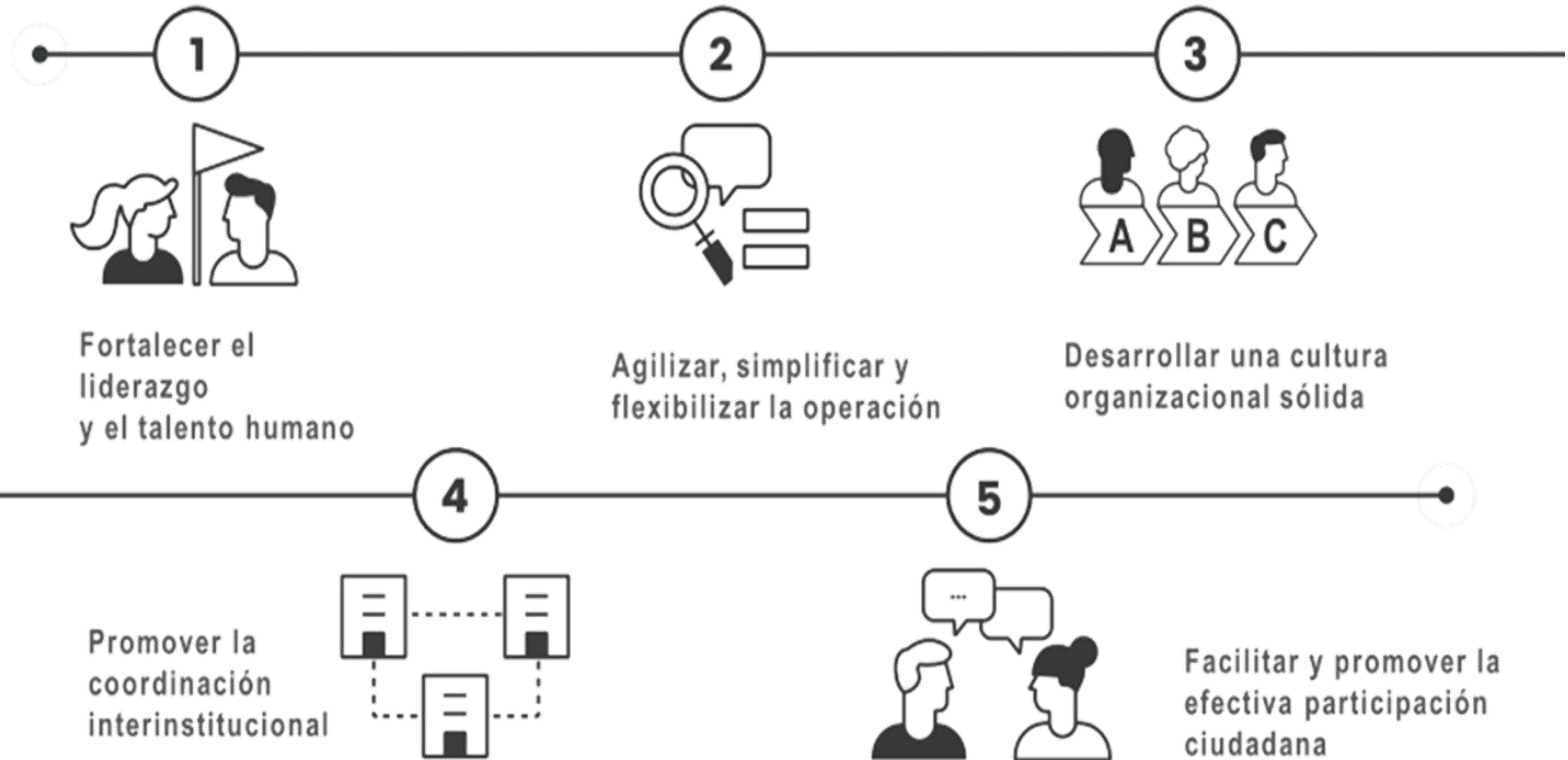 1
2
3
A
B
C
Fortalecer el
liderazgo
y el talento humano
Agilizar, simplificar y
flexibilizar la operación
Desarrollar una cultura
organizacional sólida
4
5
...
Promover la
coordinación
interinstitucional
Facilitar y promover la
efectiva participación
ciudadana